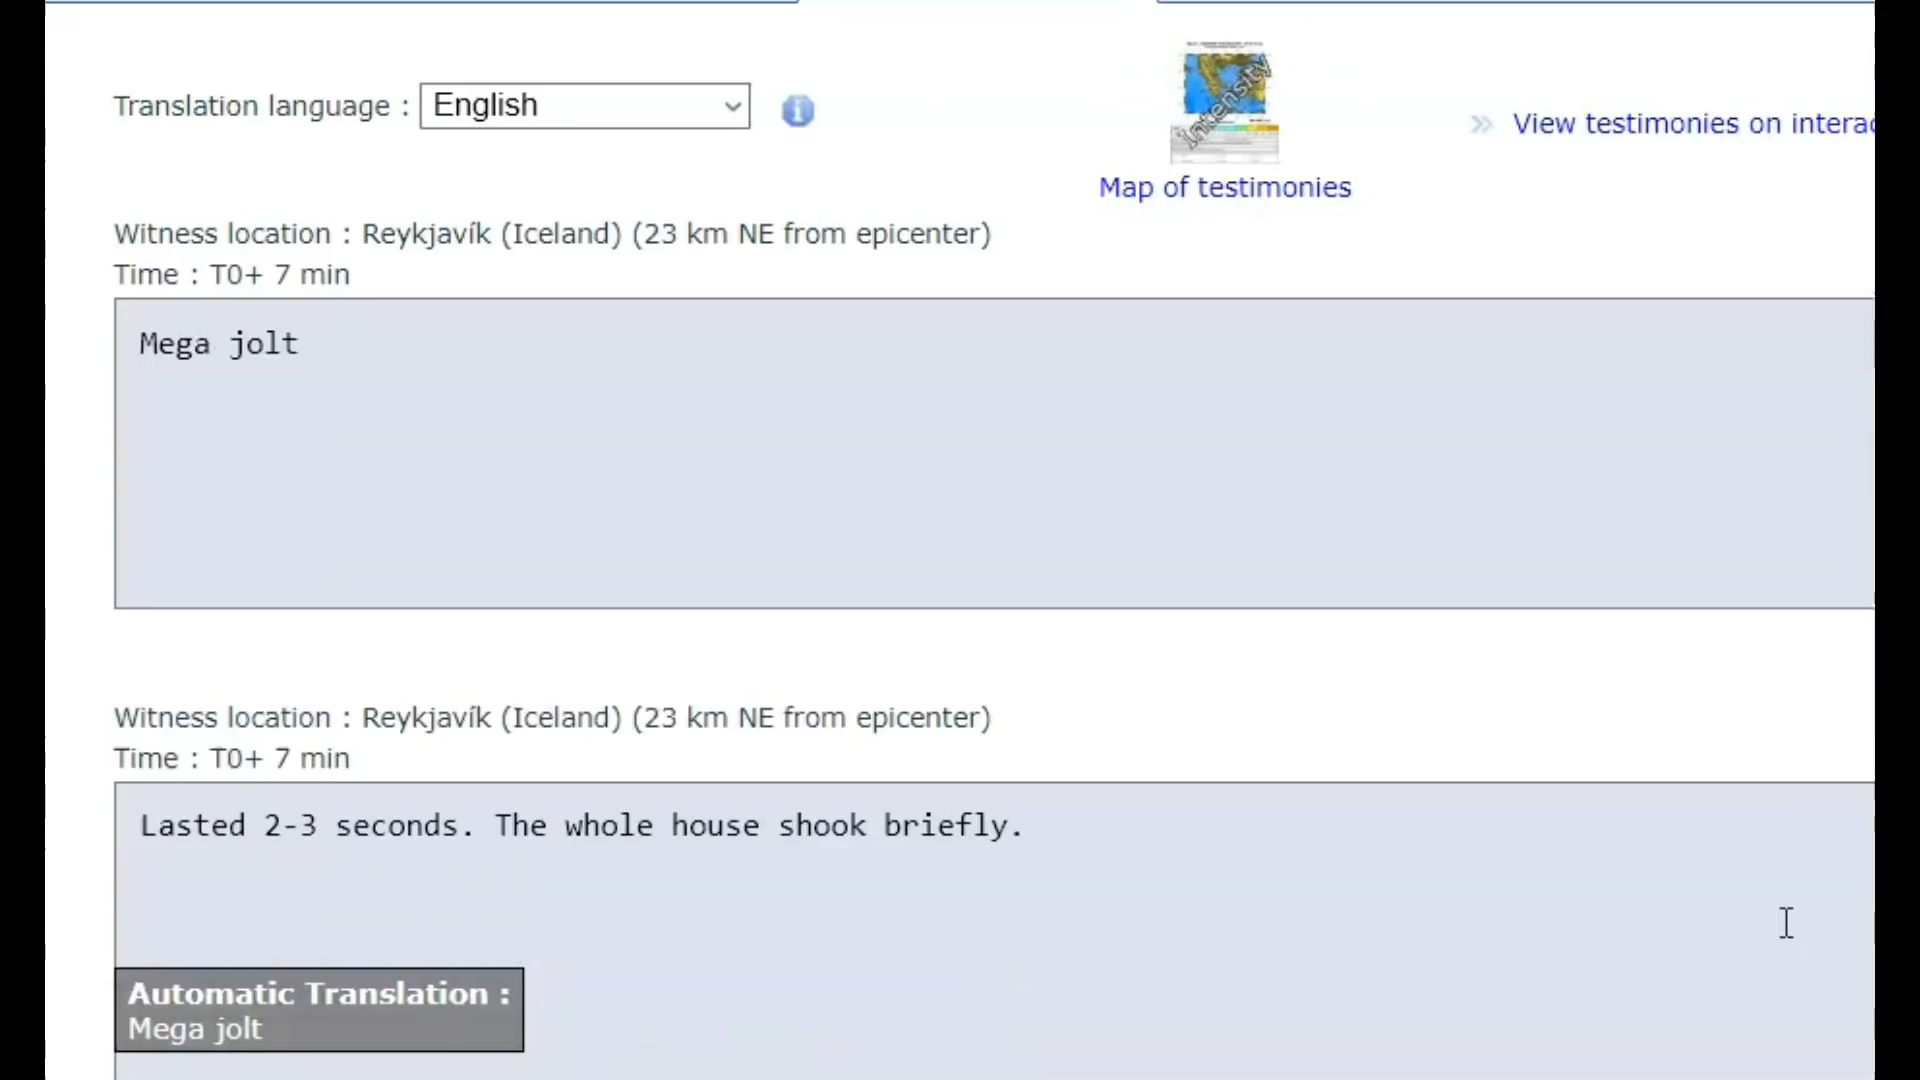 Translation language : English
intensity
Map of testimonies
View testimonies on interac
Witness location : Reykjavík (Iceland) (23 km NE from epicenter)
Time : T0+ 7 min
Mega jolt
Witness location : Reykjavík (Iceland) (23 km NE from epicenter)
Time : T0+ 7 min
Lasted 2-3 seconds. The whole house shook briefly.
Automatic Translation :
Mega jolt